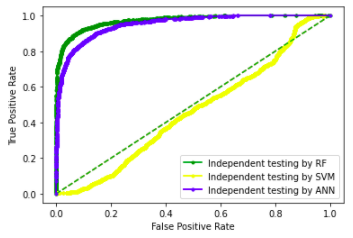 1.0
0.8
0.6
0.4
0.2
0.0
True Positive Rate
Independent testing by RF
Independent testing by SVM
Independent testing by ANN
0.0 0.2 0.4 0.6 0.8 1.0
False Positive Rate